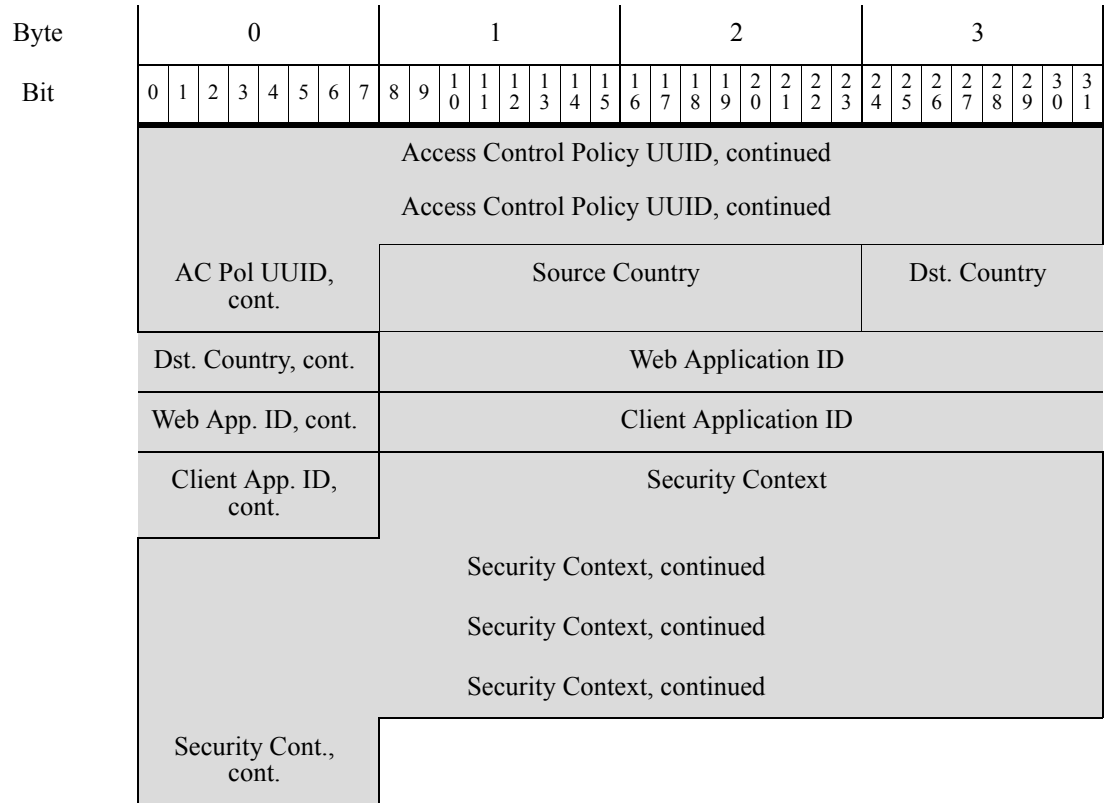 Byte 0 1 2 3
Bit 0 1 2 3 4 5 6 7 8 9 10 11 12 13 14 15 16 17 18 19 20 21 22 23 24 25 26 27 28 29 30 31
Access Control Policy UUID, continued
Access Control Policy UUID, continued
AC Pol UUID, Source Country Dst. Country
cont.
Dst. Country, cont. Web Application ID
Web App. ID, cont. Client Application ID
Client App. ID, Security Context
cont.
Security Context, continued
Security Context, continued
Security Context, continued
Security Cont.,
cont.